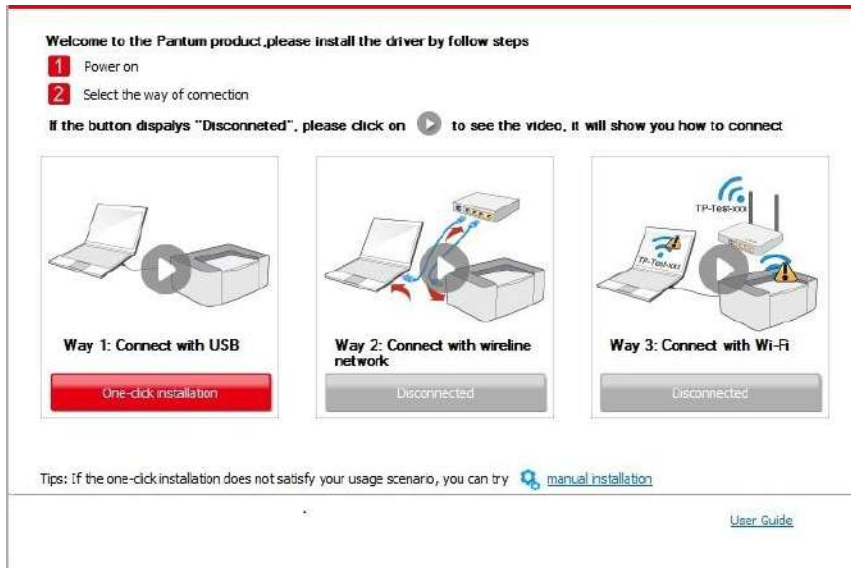 Welcome to the Pantum product,please install the driver by follow steps
1 Power on
2 Select the way of connection
If the button dispalys "Disconneted", please click on to see the video, it will show you how to connect
TP-Test-xxx
TP-Test-xxx
Way 1: Connect with USB
Way 2: Connect with wireline
network
Way 3: Connect with Wi-Fi
One-click installation
Disconnected
Disconnected
Tips: If the one-click installation does not satisfy your usage scenario, you can try manual installation
User Guide